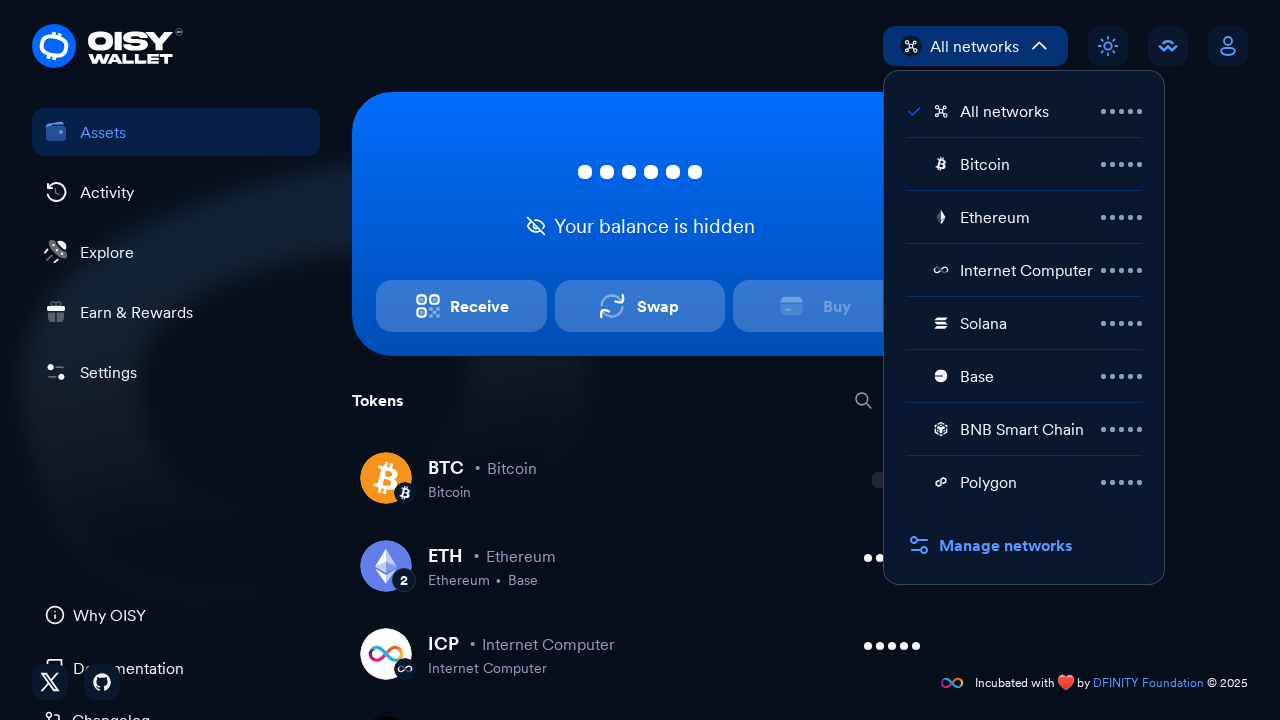 OISY
WALLET
All networks
Assets
Activity
Explore
Earn & Rewards
Settings
Why OISY
Documentation
Changelog
Your balance is hidden
Receive
Swap
Buy
Tokens
BTC • Bitcoin
Bitcoin
ETH • Ethereum
Ethereum • Base
2
ICP • Internet Computer
Internet Computer
All networks
Bitcoin
Ethereum
Internet Computer
Solana
Base
BNB Smart Chain
Polygon
Manage networks
Incubated with ❤️ by DFINITY Foundation © 2025